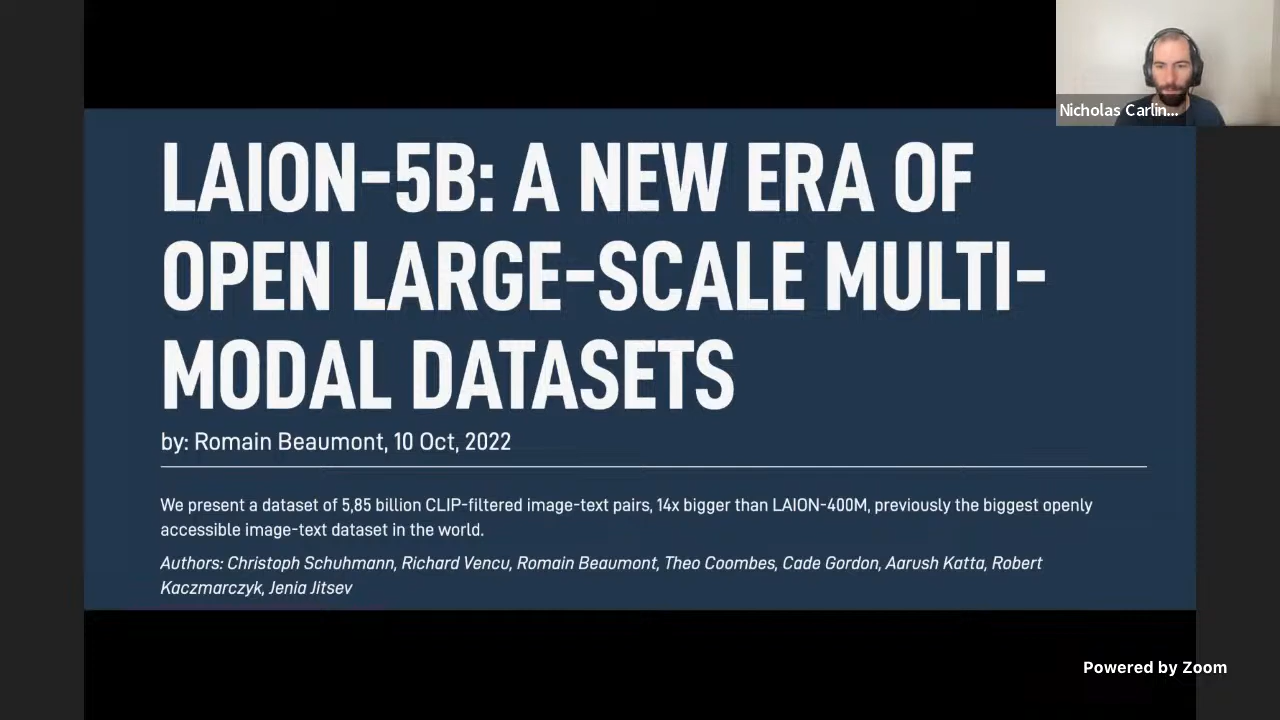 Nicholas Carlin...
LAION-5B: A NEW ERA OF
OPEN LARGE-SCALE MULTI-
MODAL DATASETS
by: Romain Beaumont, 10 Oct, 2022
We present a dataset of 5,85 billion CLIP-filtered image-text pairs, 14x bigger than LAION-400M, previously the biggest openly
accessible image-text dataset in the world.
Authors: Christoph Schuhmann, Richard Vencu, Romain Beaumont, Theo Coombes, Cade Gordon, Aarush Katta, Robert
Kaczmarczyk, Jenia Jitsev
Powered by Zoom